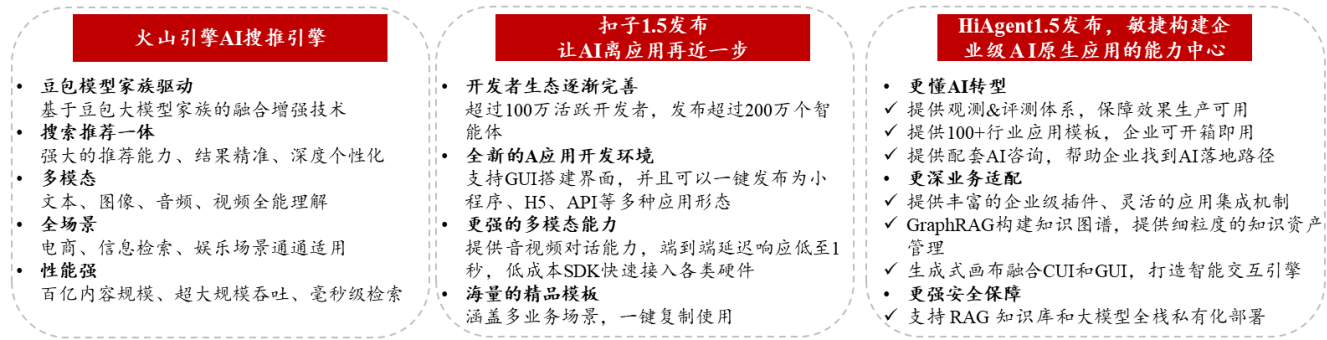 火山引擎AI搜推引擎
• 豆包模型家族驱动
基于豆包大模型家族的融合增强技术
• 搜索推荐一体
强大的推荐能力、结果精准、深度个性化
• 多模态
文本、图像、音频、视频全能理解
• 全场景
电商、信息检索、娱乐场景通通适用
• 性能强
百亿内容规模、超大规模吞吐、毫秒级检索
扣子1.5发布
让AI离应用再近一步
• 开发者生态逐渐完善
超过100万活跃开发者，发布超过200万个智
能体
• 全新的A应用开发环境
支持GUI搭建界面，并且可以一键发布为小
程序、H5、API等多种应用形态
• 更强的多模态能力
提供音视频对话能力，端到端延迟响应低至1
秒，低成本SDK快速接入各类硬件
• 海量的精品模板
涵盖多业务场景，一键复制使用
HiAgent1.5发布，敏捷构建企
业级AI原生应用的能力中心
• 更懂AI转型
✓ 提供观测&评测体系，保障效果生产可用
✓ 提供100+行业应用模板，企业可开箱即用
✓ 提供配套AI咨询，帮助企业找到AI落地路径
• 更深业务适配
✓ 提供丰富的企业级插件、灵活的应用集成机制
✓ GraphRAG构建知识图谱，提供细粒度的知识资产
管理
✓ 生成式画布融合CUI和GUI，打造智能交互引擎
• 更强安全保障
✓ 支持 RAG 知识库和大模型全栈私有化部署